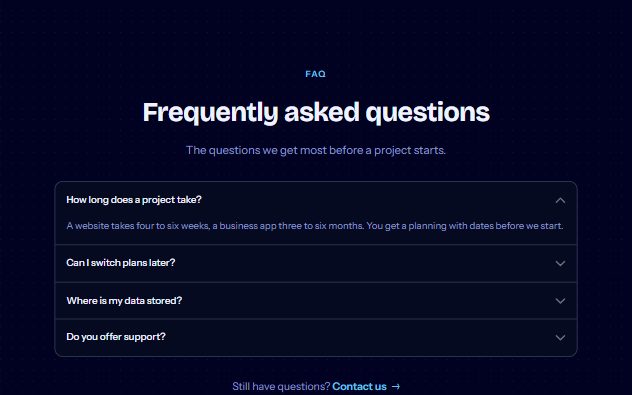 FAQ
Frequently asked questions
The questions we get most before a project starts.
How long does a project take?
A website takes four to six weeks, a business app three to six months. You get a planning with dates before we start.
Can I switch plans later?
Where is my data stored?
Do you offer support?
Still have questions? Contact us →